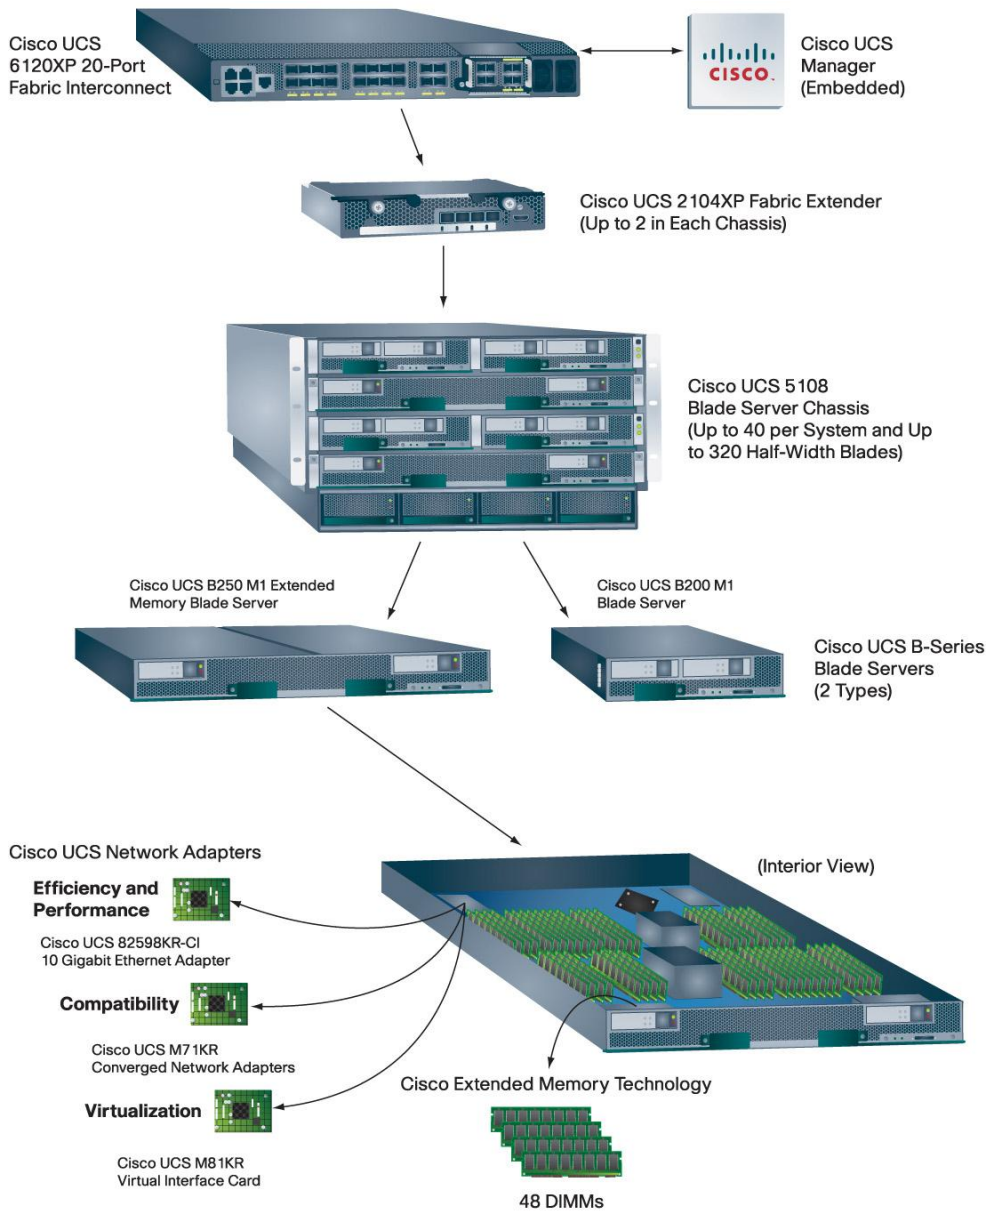 Cisco UCS
6120XP 20-Port
Fabric Interconnect
CISCO
Cisco UCS
Manager
(Embedded)
Cisco UCS 2104XP Fabric Extender
(Up to 2 in Each Chassis)
Cisco UCS 5108
Blade Server Chassis
(Up to 40 per System and Up
to 320 Half-Width Blades)
Cisco UCS B250 M1 Extended
Memory Blade Server
Cisco UCS B200 M1
Blade Server
Cisco UCS B-Series
Blade Servers
(2 Types)
Cisco UCS Network Adapters
(Interior View)
Efficiency and
Performance
Cisco UCS 82598KR-CI
10 Gigabit Ethernet Adapter
Compatibility
Cisco UCS M71KR
Converged Network Adapters
Cisco Extended Memory Technology
Virtualization
Cisco UCS M81KR
Virtual Interface Card
48 DIMMs